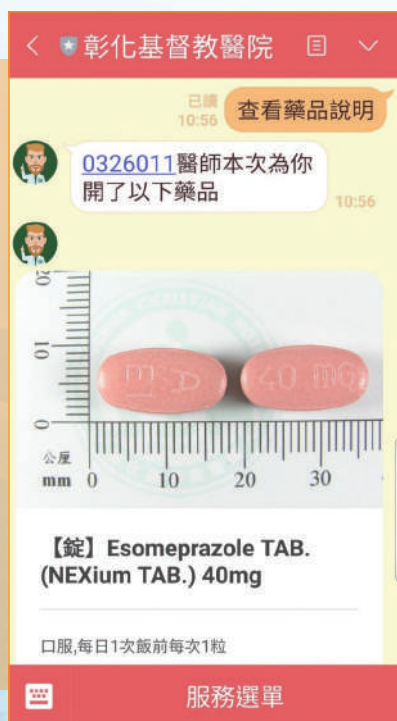 彰化基督教醫院
已讀
10:56
查看藥品說明
0326011醫師本次為你
開了以下藥品
10:56
20
10
0
公厘
mm 0 10 20 30
40 mG
【錠】Esomeprazole TAB.
(NEXium TAB.) 40mg
口服,每日1次飯前每次1粒
服務選單